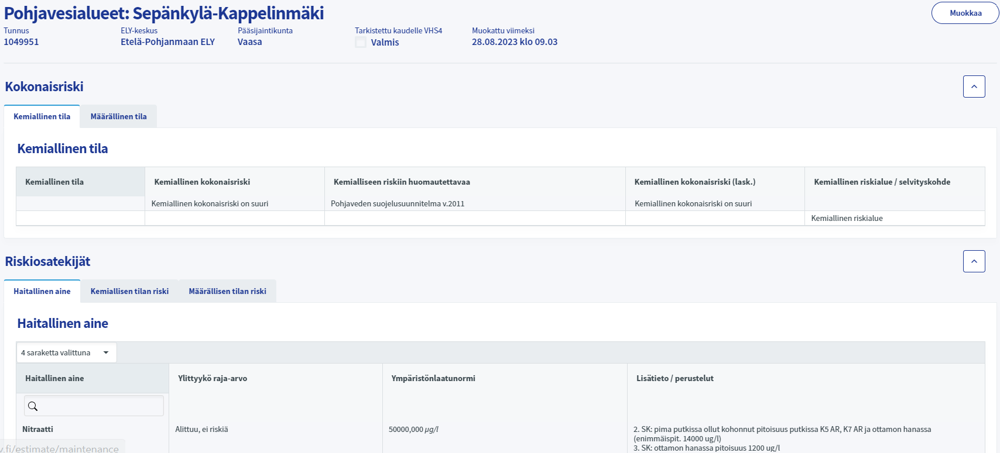 Pohjavesialueet: Sepänkylä-Kappelinmäki
Muokkaa
Tunnus
ELY-keskus
Pääsijaintikunta
Tarkistettu kaudelle VHS4
Muokattu viimeksi
1049951
Etelä-Pohjanmaan ELY
Vaasa
Valmis
28.08.2023 klo 09.03
Kokonaisriski
Kemiallinen tila
Määrällinen tila
Kemiallinen tila
Kemiallinen tila
Kemiallinen kokonaisriski
Kemialliseen riskiin huomautettavaa
Kemiallinen kokonaisriski (lask.)
Kemiallinen riskialue / selvityskohde
Kemiallinen kokonaisriski on suuri
Pohjaveden suojelusuunnitelma v.2011
Kemiallinen kokonaisriski on suuri
Kemiallinen riskialue
Riskiosatekijät
Haitallinen aine
Kemiallisen tilan riski
Määrällisen tilan riski
Haitallinen aine
4 saraketta valittuna
Haitallinen aine
Ylittyykö raja-arvo
Ympäristönlaatunormi
Lisätieto / perustelut
Nitraatti
Alittuu, ei riskiä
50000,000 µg/l
2. SK: pima putkissa ollut kohonnut pitoisuus putkissa K5 AR, K7 AR ja ottamon hanassa
(enimmäispit. 14000 ug/l)
3. SK: ottamon hanassa pitoisuus 1200 ug/l
v.fi/estimate/maintenance